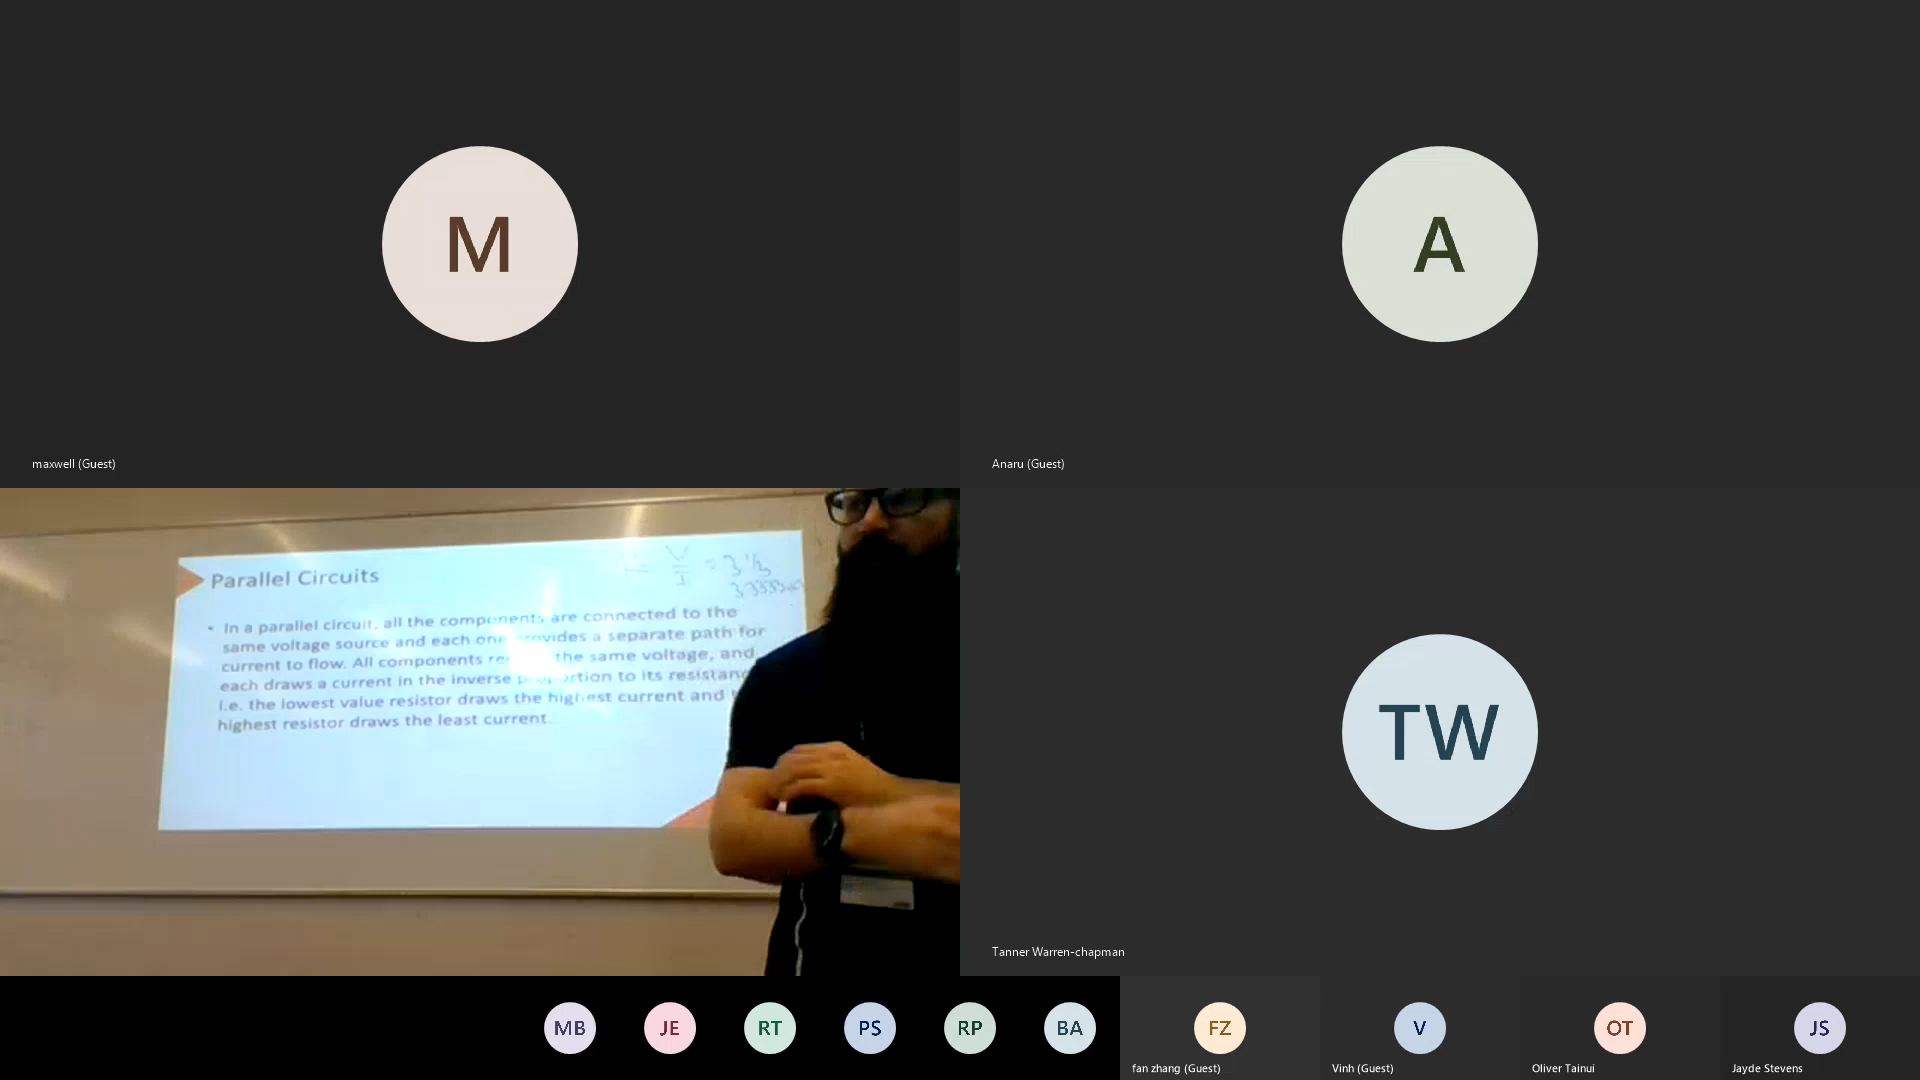 M
A
maxwell (Guest)
Anaru (Guest)
Parallel Circuits
V
I
= 3 1/3
• In a parallel circuit, all the components are connected to the
same voltage source and each one provides a separate path for
current to flow. All components the same voltage, and
each draws a current in the inverse proportion to its
i.e. the lowest value resistor draws the highest current and
highest resistor draws the least current.
TW
Tanner Warren-chapman
MB
JE
RT
PS
RP
BA
FZ
V
OT
JS
fan zhang (Guest)
Vinh (Guest)
Oliver Tainui
Jayde Stevens